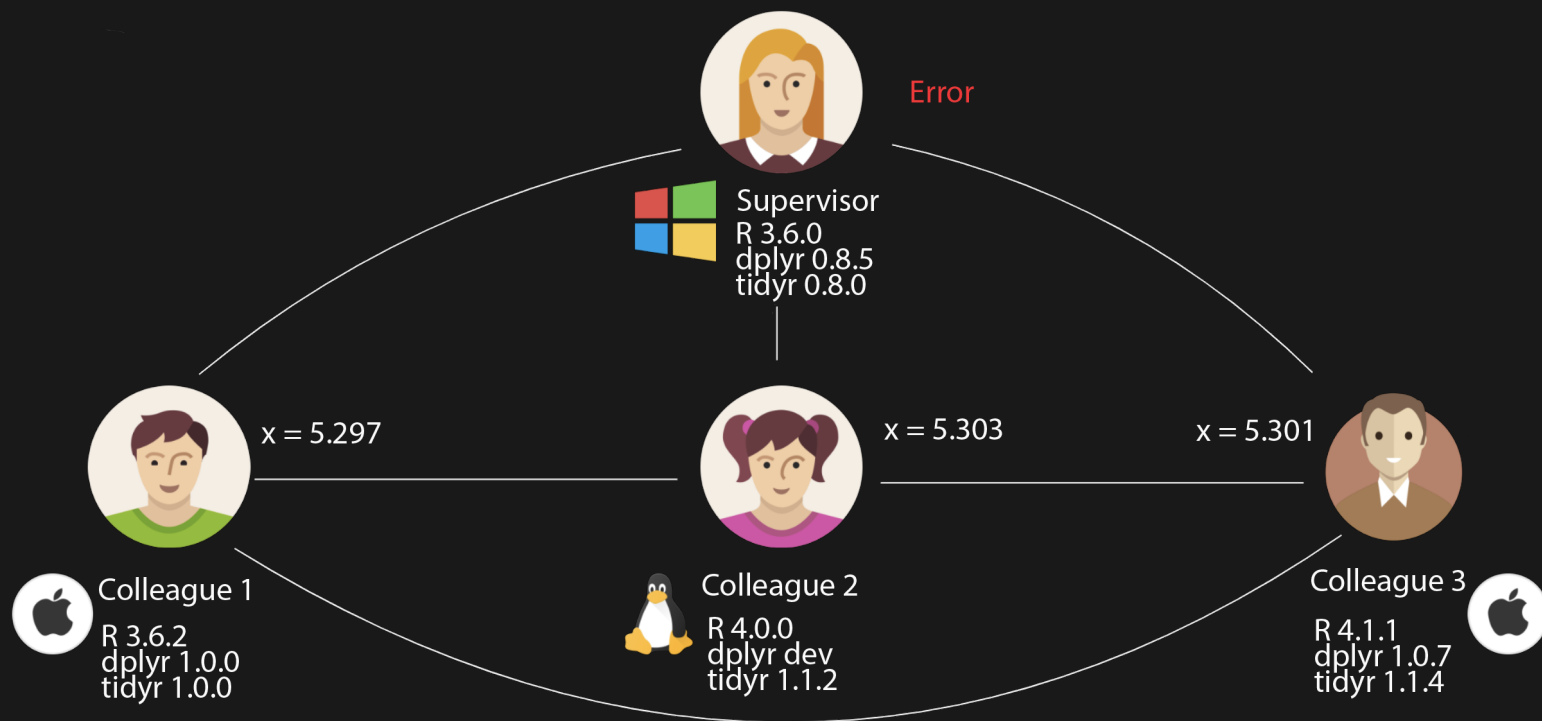 Error
Supervisor
R 3.6.0
dplyr 0.8.5
tidyr 0.8.0
x = 5.297
x = 5.303
x = 5.301
Colleague 1
R 3.6.2
dplyr 1.0.0
tidyr 1.0.0
Colleague 2
R 4.0.0
dplyr dev
tidyr 1.1.2
Colleague 3
R 4.1.1
dplyr 1.0.7
tidyr 1.1.4